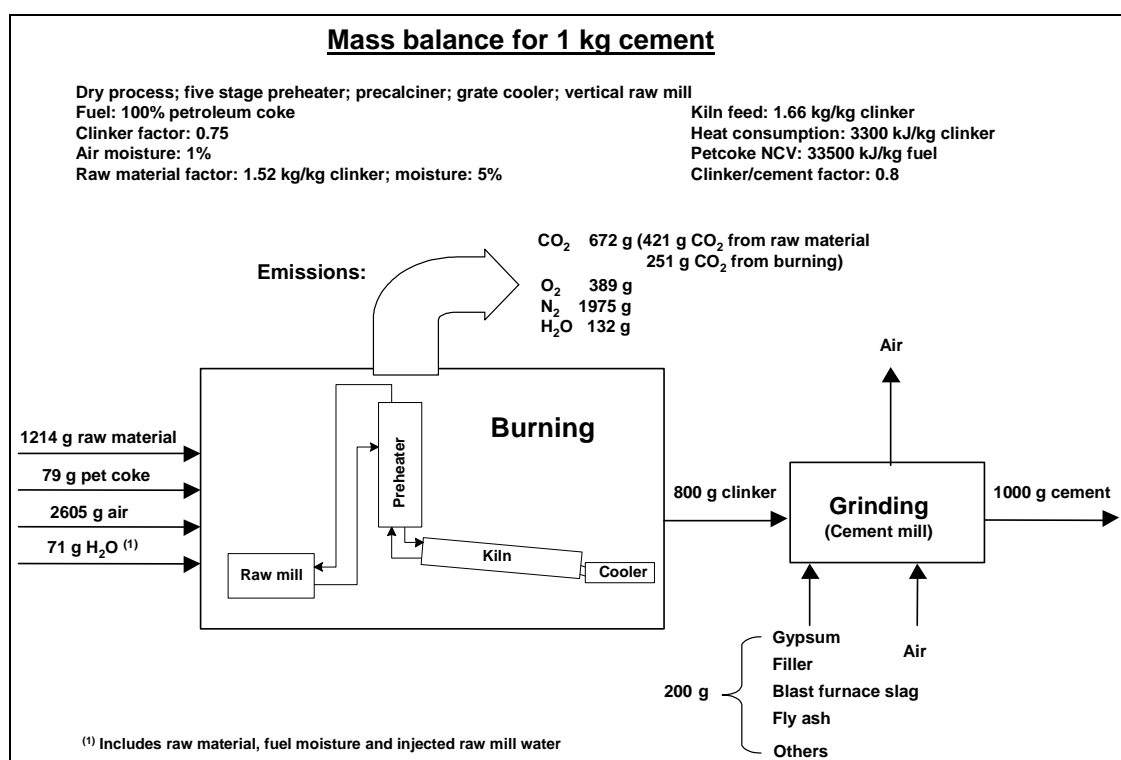 Mass balance for 1 kg cement
Dry process; five stage preheater; precalciner; grate cooler; vertical raw mill
Fuel: 100% petroleum coke
Clinker factor: 0.75
Air moisture: 1%
Raw material factor: 1.52 kg/kg clinker; moisture: 5%
Kiln feed: 1.66 kg/kg clinker
Heat consumption: 3300 kJ/kg clinker
Petcoke NCV: 33500 kJ/kg fuel
Clinker/cement factor: 0.8
Emissions:
CO₂ 672 g (421 g CO₂ from raw material
251 g CO₂ from burning)
O₂ 389 g
N₂ 1975 g
H₂O 132 g
1214 g raw material
79 g pet coke
2605 g air
71 g H₂O ⁽¹⁾
Burning
Preheater
Raw mill
Kiln
Cooler
800 g clinker
Air
Grinding
(Cement mill)
1000 g cement
200 g
Gypsum
Filler
Blast furnace slag
Fly ash
Others
Air
⁽¹⁾ Includes raw material, fuel moisture and injected raw mill water